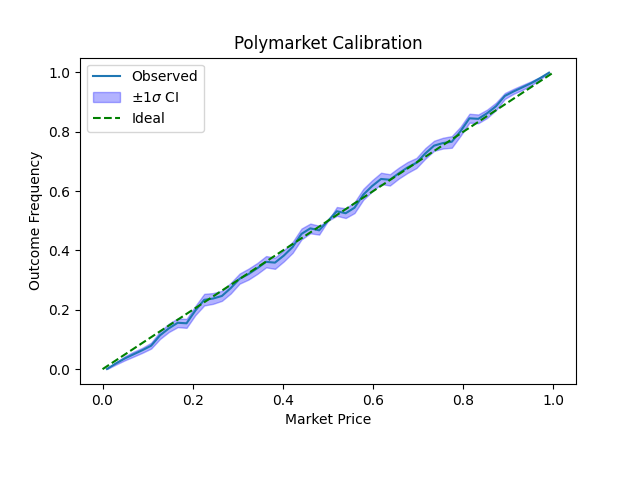 Polymarket Calibration
Observed
±1σ CI
Ideal
Outcome Frequency
1.0
0.8
0.6
0.4
0.2
0.0
0.0 0.2 0.4 0.6 0.8 1.0
Market Price